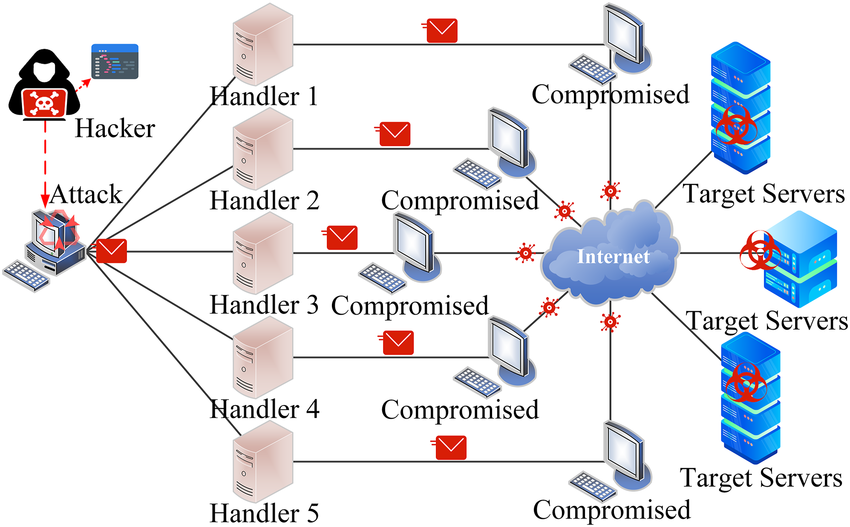 Handler 1
Compromised
Hacker
Attack
Handler 2
Compromised
Target Servers
Handler 3
Compromised
Internet
Target Servers
Handler 4
Compromised
Target Servers
Handler 5
Compromised